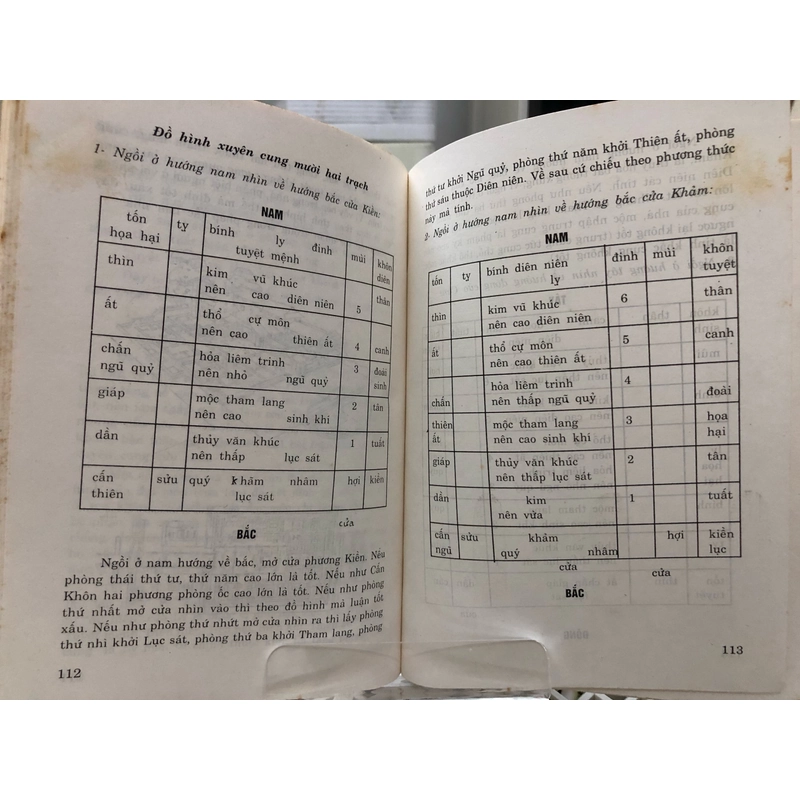 Đồ hình xuyên cung mười hai trạch
1- Ngồi ở hướng nam nhìn về hướng bắc cửa Kiền:
NAM
tốn ty bính ly đinh mùi khôn
họa hại tuyệt mệnh diên
thìn kim vũ khúc thân
nên cao diên niên 5
ất thổ cự môn
nên cao thiên ất 4 canh
chấn hỏa liêm trinh 3 đoài
ngũ quỷ nên nhỏ ngũ quỷ sinh
giáp mộc tham lang 2 tân
nên cao sinh khí
dần thủy văn khúc 1 tuất
nên thấp lục sát
cấn sửu quý khảm nhâm hợi kiền
thiên lục sát
cửa
BẮC
Ngồi ở nam hướng về bắc, mở cửa phương Kiền. Nếu
phòng thái thứ tư, thứ năm cao lớn là tốt. Nếu như Cấn
Khôn hai phương phòng ốc cao lớn là tốt. Nếu như phòng
thứ nhất mở cửa nhìn vào thì theo đồ hình mà luận tốt
xấu. Nếu như phòng thứ nhứt mở cửa nhìn ra thì lấy phòng
thứ nhì khởi Lục sát, phòng thứ ba khởi Tham lang, phòng
112
thứ tư khởi Ngũ quỷ, phòng thứ năm khởi Thiên ất, phòng
thứ sáu thuộc Diên niên. Về sau cứ chiếu theo phương thức
này mà tính.
2- Ngồi ở hướng nam nhìn về hướng bắc cửa Khảm:
NAM
tốn ty binh diên niên đinh mùi khôn
ly tuyệt
thìn kim vũ khúc 6 thân
nên cao diên niên
ất thổ cự môn 5 canh
nên cao thiên ất
hỏa liêm trinh 4 đoài
chấn nên thấp ngũ quỷ
thiên mộc tham lang 3 họa
ất nên cao sinh khí hại
giáp thủy văn khúc 2 tân
nên thấp lục sát
dần kim 1 tuất
nên vừa
cấn sửu khảm hợi kiền
ngũ quý nhâm lục
cửa cửa
BẮC
113